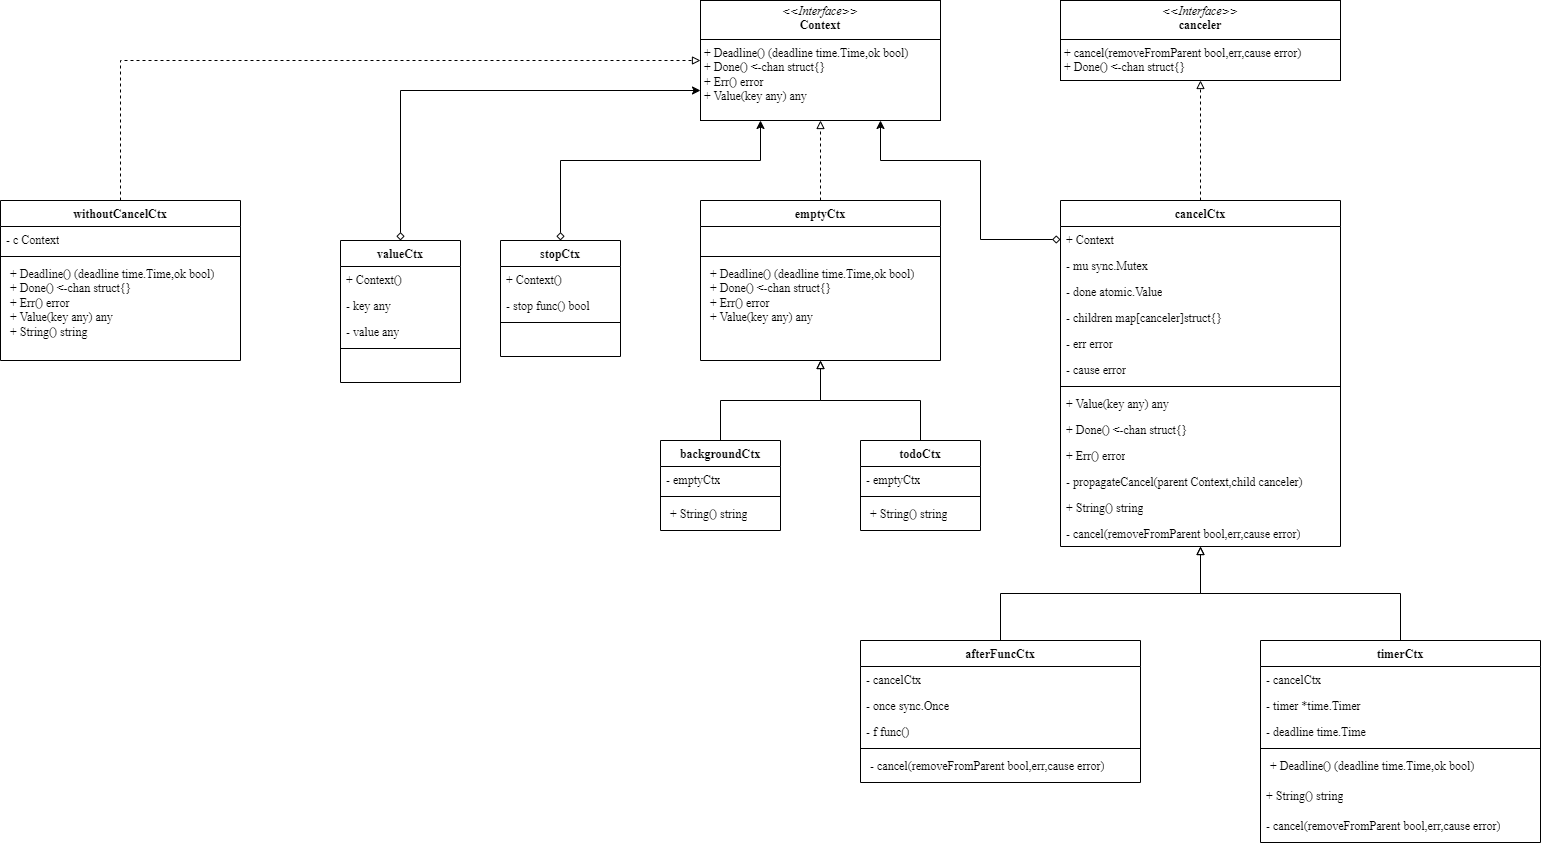 <<Interface>>
Context
+ Deadline() (deadline time.Time,ok bool)
+ Done() <-chan struct{}
+ Err() error
+ Value(key any) any
<<Interface>>
canceler
+ cancel(removeFromParent bool,err,cause error)
+ Done() <-chan struct{}
withoutCancelCtx
- c Context
+ Deadline() (deadline time.Time,ok bool)
+ Done() <-chan struct{}
+ Err() error
+ Value(key any) any
+ String() string
valueCtx
+ Context()
- key any
- value any
stopCtx
+ Context()
- stop func() bool
emptyCtx
+ Deadline() (deadline time.Time,ok bool)
+ Done() <-chan struct{}
+ Err() error
+ Value(key any) any
cancelCtx
+ Context
- mu sync.Mutex
- done atomic.Value
- children map[canceler]struct{}
- err error
- cause error
+ Value(key any) any
+ Done() <-chan struct{}
+ Err() error
- propagateCancel(parent Context,child canceler)
+ String() string
- cancel(removeFromParent bool,err,cause error)
backgroundCtx
- emptyCtx
+ String() string
todoCtx
- emptyCtx
+ String() string
afterFuncCtx
- cancelCtx
- once sync.Once
- f func()
- cancel(removeFromParent bool,err,cause error)
timerCtx
- cancelCtx
- timer *time.Timer
- deadline time.Time
+ Deadline() (deadline time.Time,ok bool)
+ String() string
- cancel(removeFromParent bool,err,cause error)